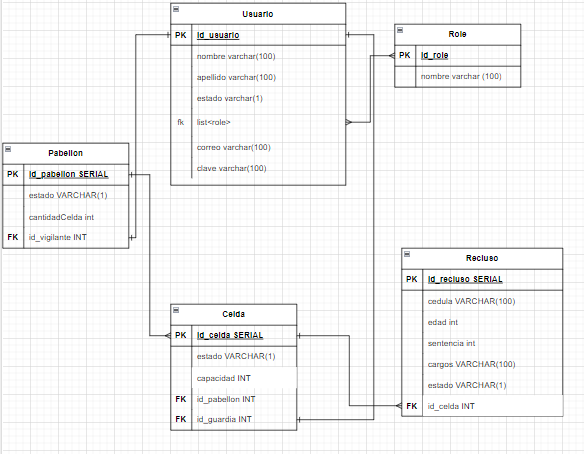 Usuario
PK id_usuario
nombre varchar(100)
apellido varchar(100)
estado varchar(1)
fk list<role>
correo varchar(100)
clave varchar(100)
Role
PK id_role
nombre varchar (100)
Pabellon
PK id_pabellon SERIAL
estado VARCHAR(1)
cantidadCelda int
FK id_vigilante INT
Celda
PK id_celda SERIAL
estado VARCHAR(1)
capacidad INT
FK id_pabellon INT
FK id_guardia INT
Recluso
PK id_recluso SERIAL
cedula VARCHAR(100)
edad int
sentencia int
cargos VARCHAR(100)
estado VARCHAR(1)
FK id_celda INT